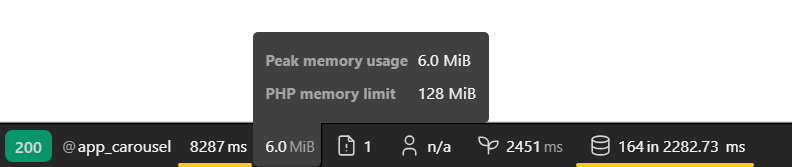 Peak memory usage 6.0 MiB
PHP memory limit 128 MiB
200 @app_carousel 8287 ms 6.0 MiB 1 n/a 2451 ms 164 in 2282.73 ms